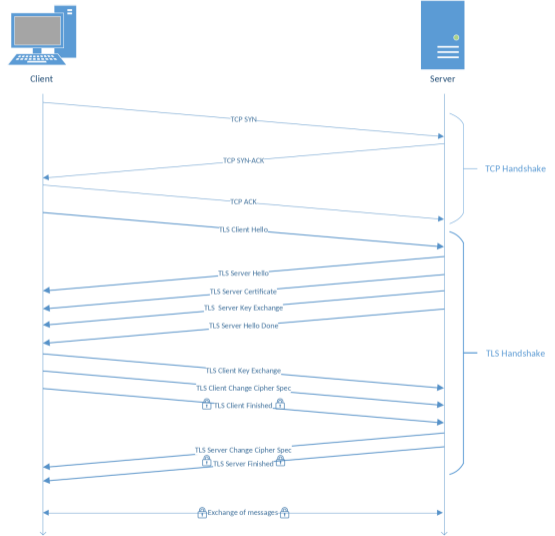 Client
Server
TCP SYN
TCP SYN-ACK
TCP Handshake
TCP ACK
TLS Client Hello
TLS Server Hello
TLS Server Certificate
TLS Server Key Exchange
TLS Server Hello Done
TLS Handshake
TLS Client Key Exchange
TLS Client Change Cipher Spec
TLS Client Finished
TLS Server Change Cipher Spec
TLS Server Finished
Exchange of messages